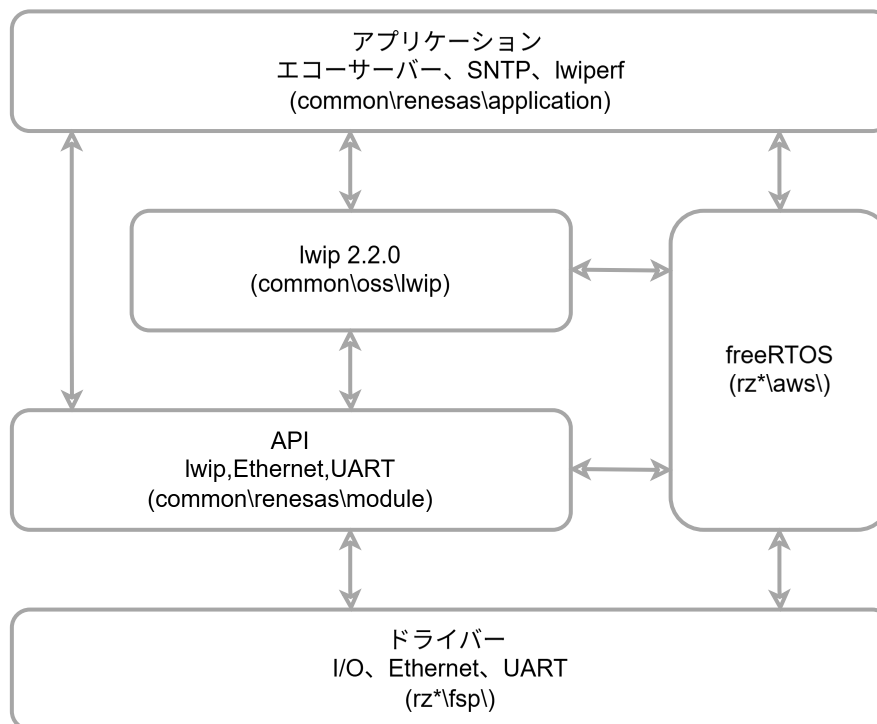 アプリケーション
エコーサーバー、SNTP、lwiperf
(common\renesas\application)
lwip 2.2.0
(common\oss\lwip)
freeRTOS
(rz*\aws\)
API
lwip,Ethernet,UART
(common\renesas\module)
ドライバー
I/O、Ethernet、UART
(rz*\fsp\)